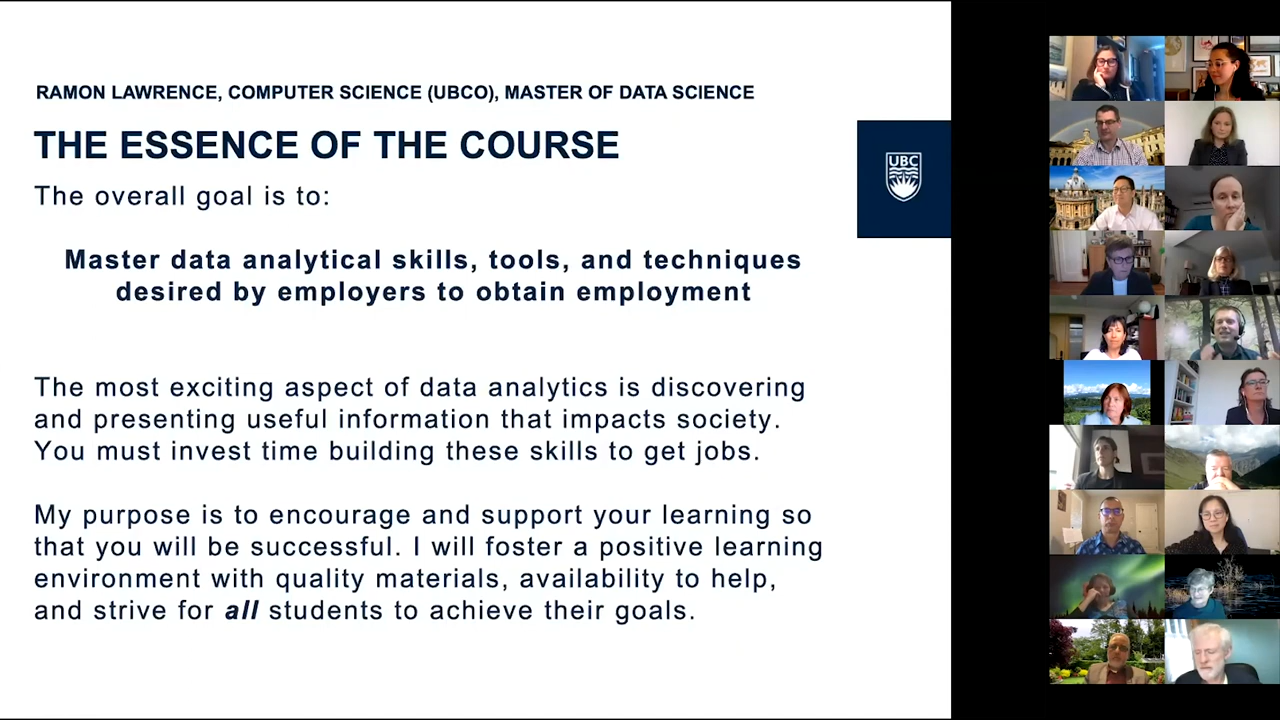 RAMON LAWRENCE, COMPUTER SCIENCE (UBCO), MASTER OF DATA SCIENCE
THE ESSENCE OF THE COURSE
The overall goal is to:
Master data analytical skills, tools, and techniques
desired by employers to obtain employment
UBC
The most exciting aspect of data analytics is discovering
and presenting useful information that impacts society.
You must invest time building these skills to get jobs.
My purpose is to encourage and support your learning so
that you will be successful. I will foster a positive learning
environment with quality materials, availability to help,
and strive for all students to achieve their goals.